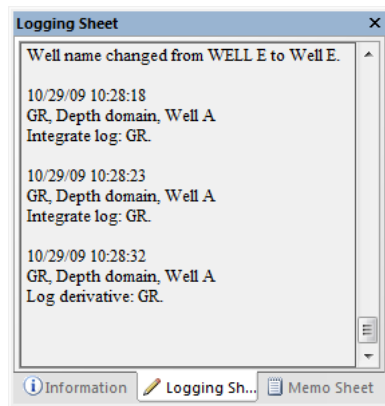 Logging Sheet
Well name changed from WELL E to Well E.
10/29/09 10:28:18
GR, Depth domain, Well A
Integrate log: GR.
10/29/09 10:28:23
GR, Depth domain, Well A
Integrate log: GR.
10/29/09 10:28:32
GR, Depth domain, Well A
Log derivative: GR.
Information Logging Sh... Memo Sheet